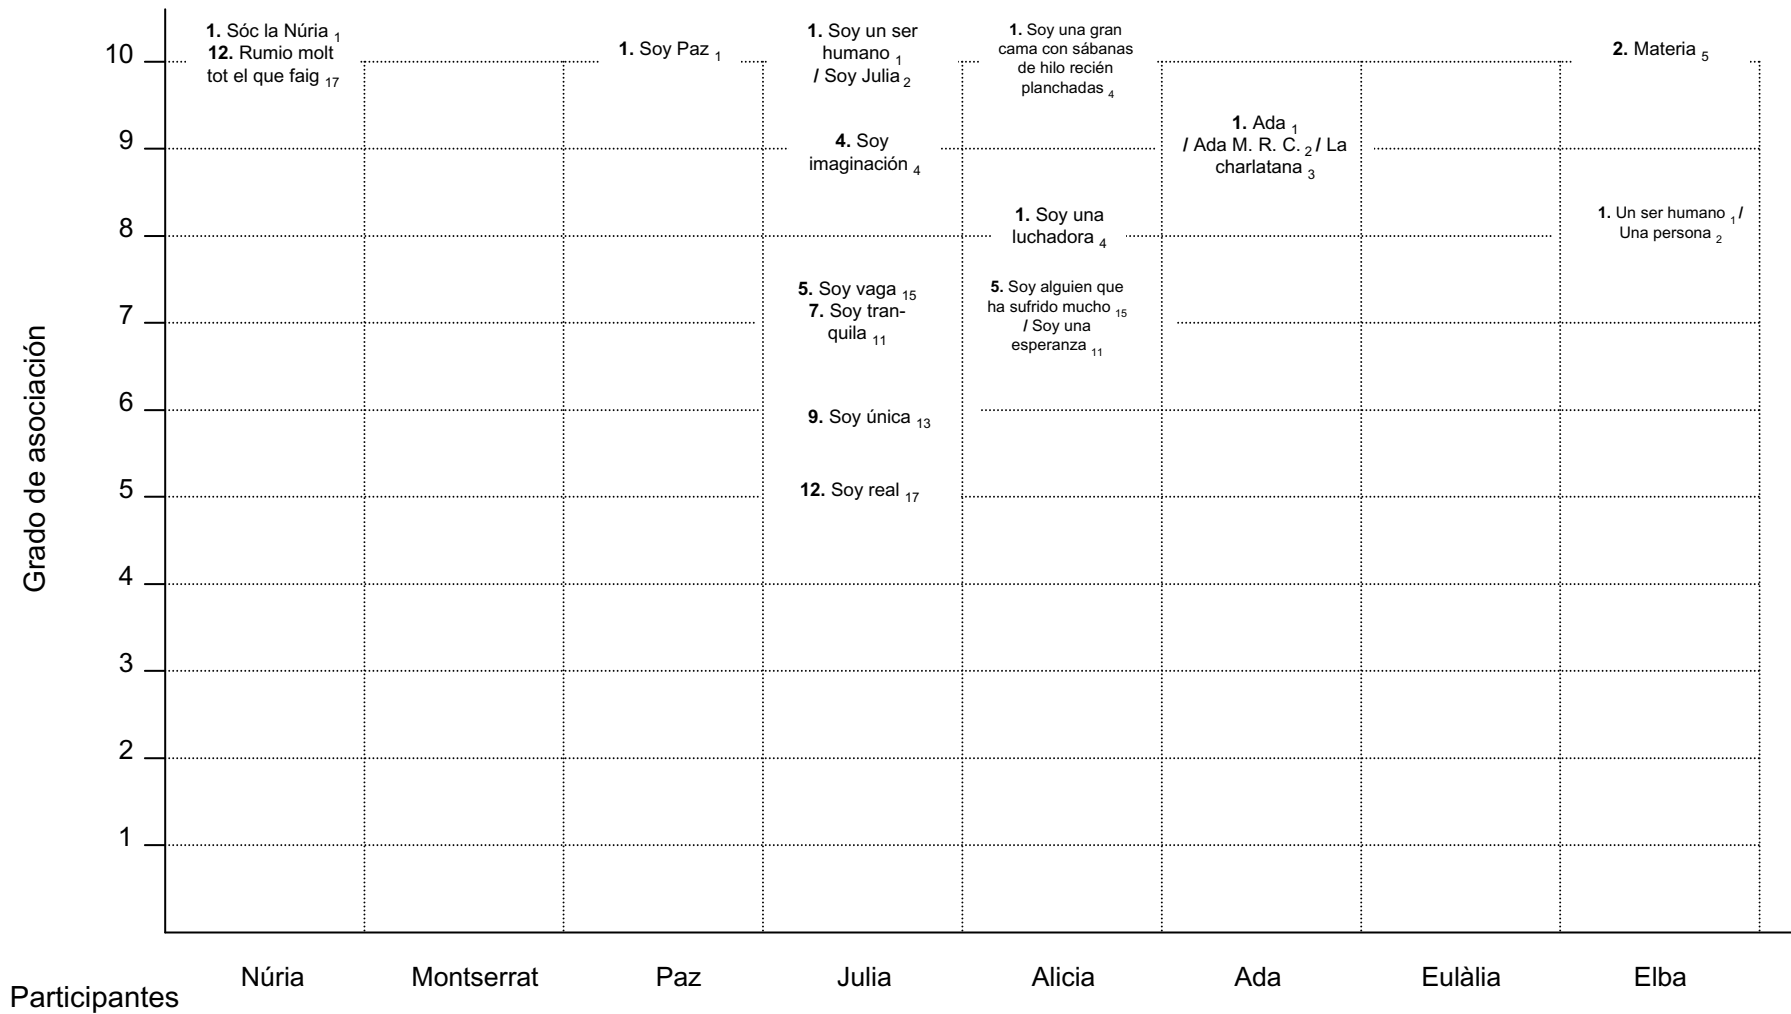 10
1. Sóc la Núria 1
12. Rumio molt
tot el que faig 17
1. Soy Paz 1
1. Soy un ser
humano 1
/ Soy Julia 2
1. Soy una gran
cama con sábanas
de hilo recién
planchadas 4
2. Materia 5
9
4. Soy
imaginación 4
1. Ada 1
/ Ada M. R. C. 2 / La
charlatana 3
8
1. Soy una
luchadora 4
1. Un ser humano 1 /
Una persona 2
7
5. Soy vaga 15
7. Soy tran-
quila 11
5. Soy alguien que
ha sufrido mucho 15
/ Soy una
esperanza 11
6
9. Soy única 13
5
12. Soy real 17
4
3
2
1
Grado de asociación
Núria Montserrat Paz Julia Alicia Ada Eulàlia Elba
Participantes